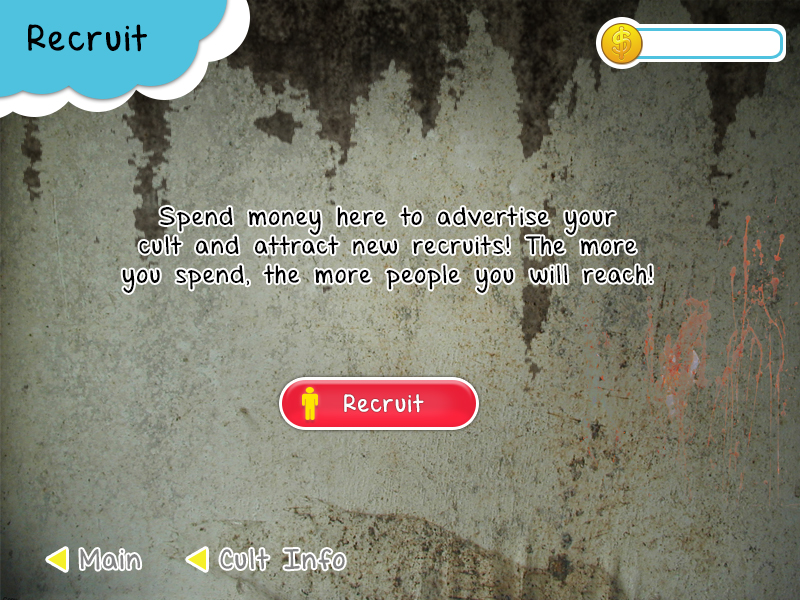 Recruit
Spend money here to advertise your
cult and attract new recruits! The more
you spend, the more people you will reach!
Recruit
Main
Cult Info